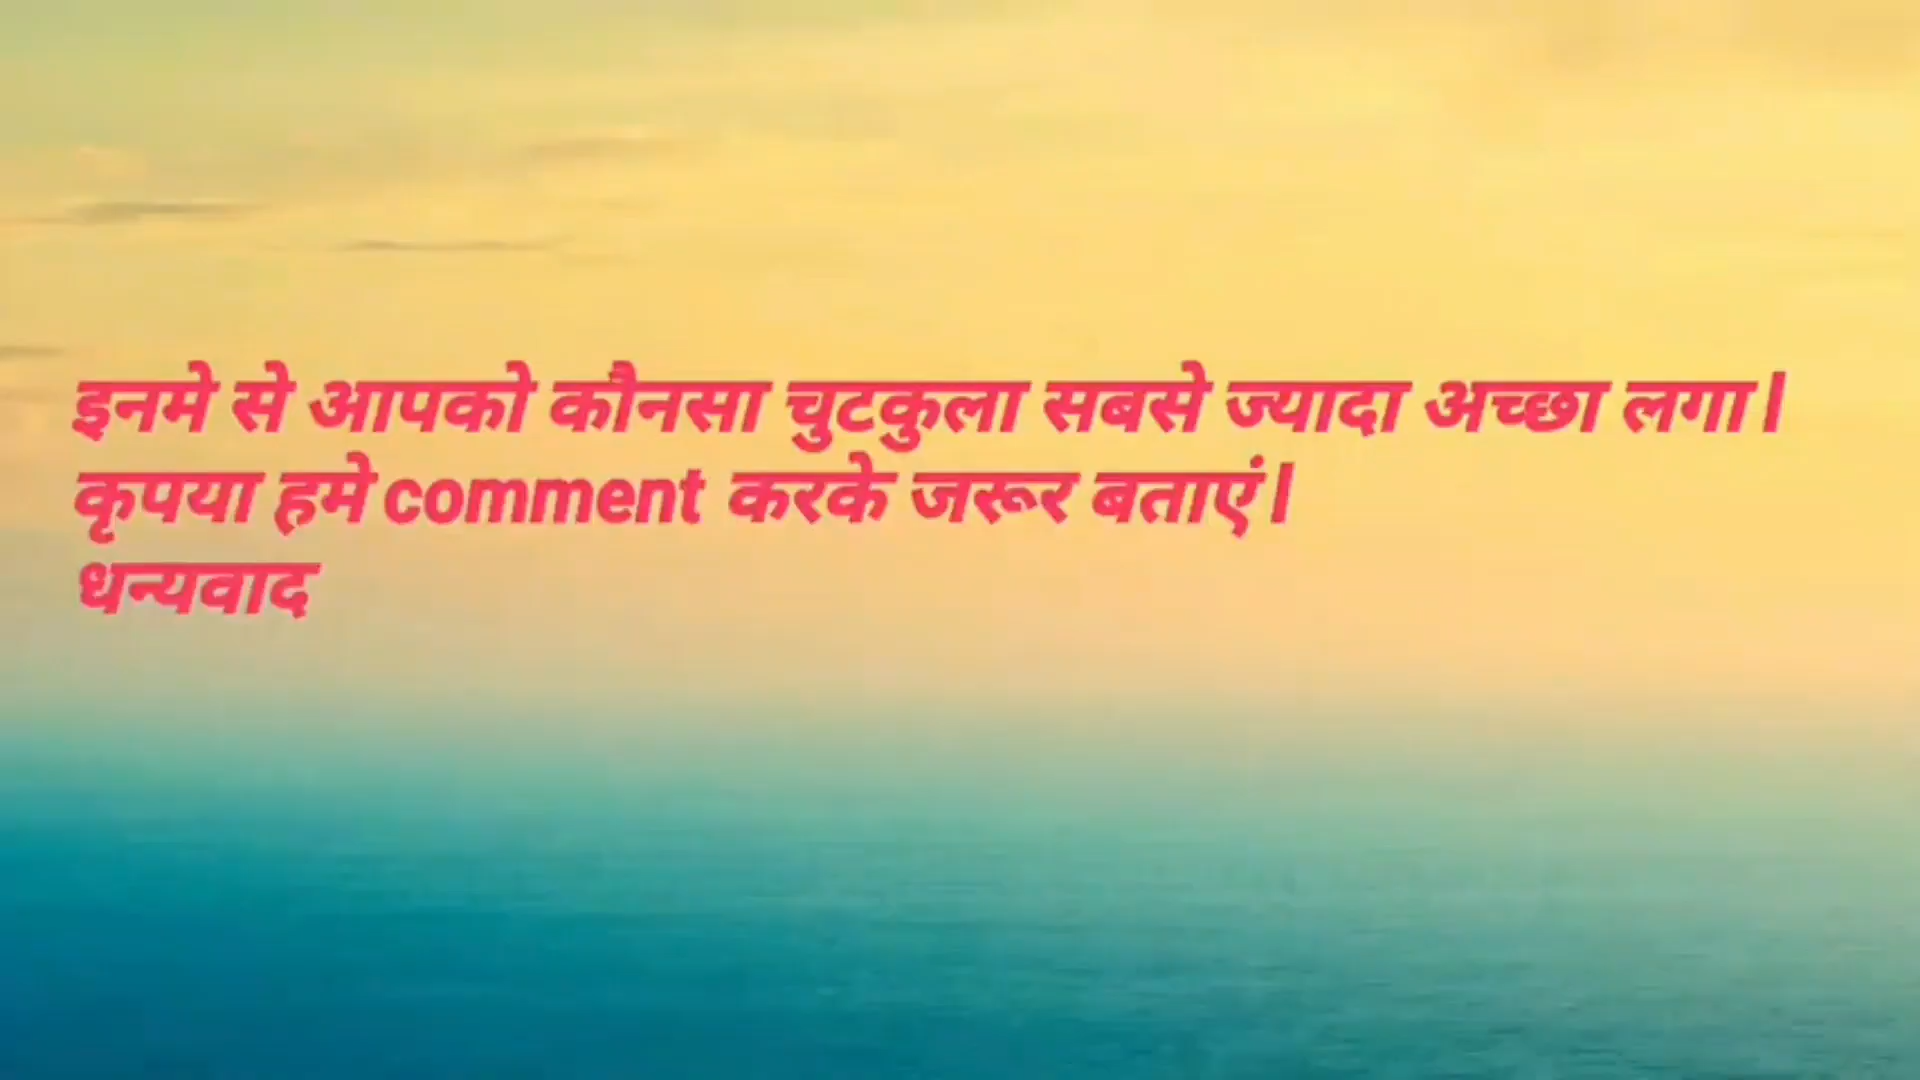 इनमे से आपको कौनसा चुटकुला सबसे ज्यादा अच्छा लगा।
कृपया हमे comment करके जरूर बताएं।
धन्यवाद